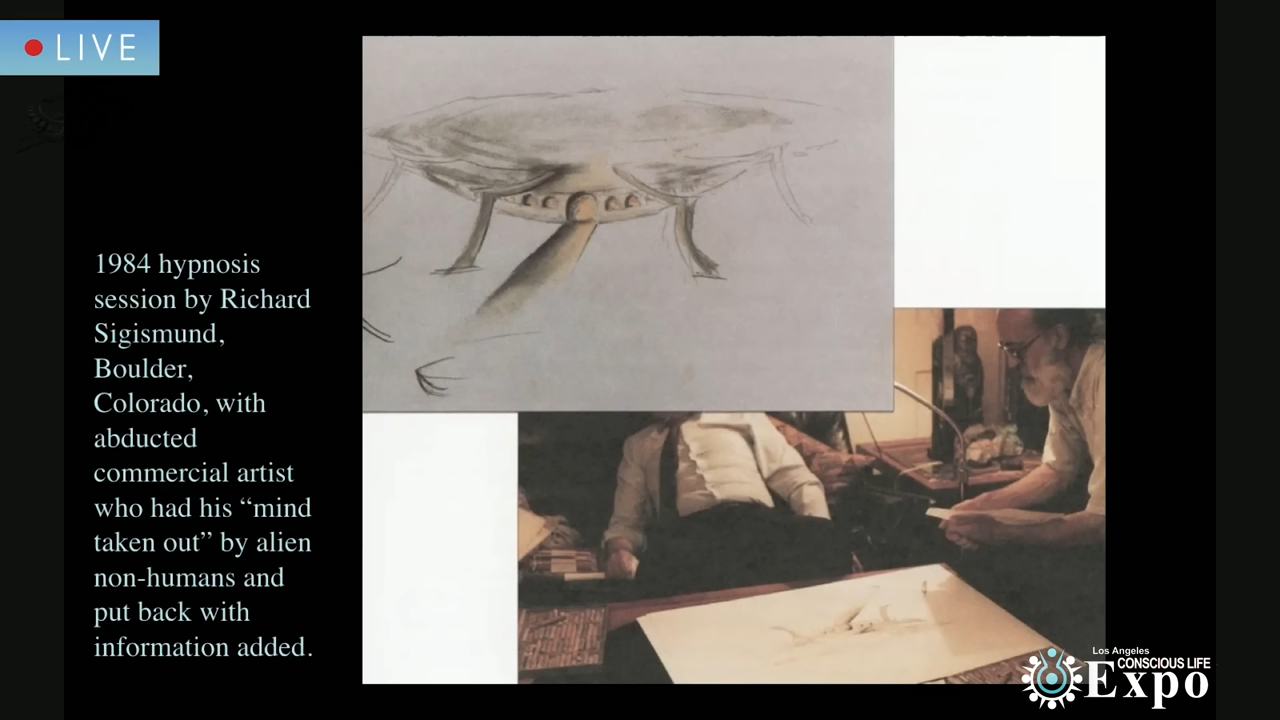 LIVE
1984 hypnosis
session by Richard
Sigismund,
Boulder,
Colorado, with
abducted
commercial artist
who had his “mind
taken out” by alien
non-humans and
put back with
information added.
Los Angeles
CONSCIOUS LIFE
Expo